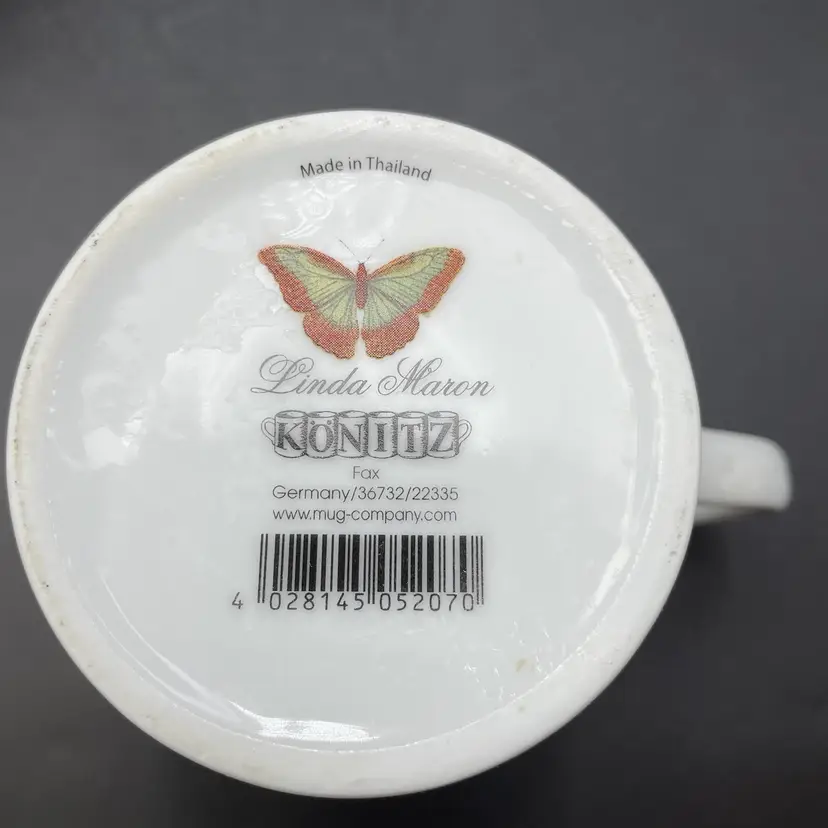 Made in Thailand
Linda Maron
KÖNITZ
Fax
Germany/36732/22335
www.mug-company.com
4 028145 052070